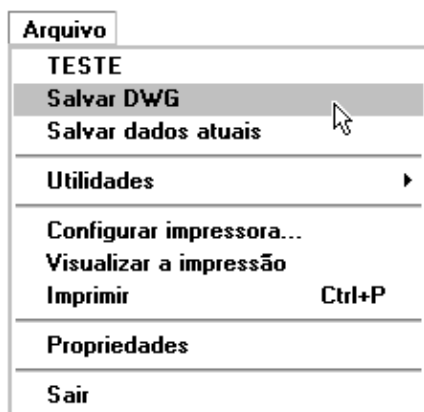 Arquivo
TESTE
Salvar DWG
Salvar dados atuais
Utilidades
Configurar impressora...
Visualizar a impressão
Imprimir Ctrl+P
Propriedades
Sair